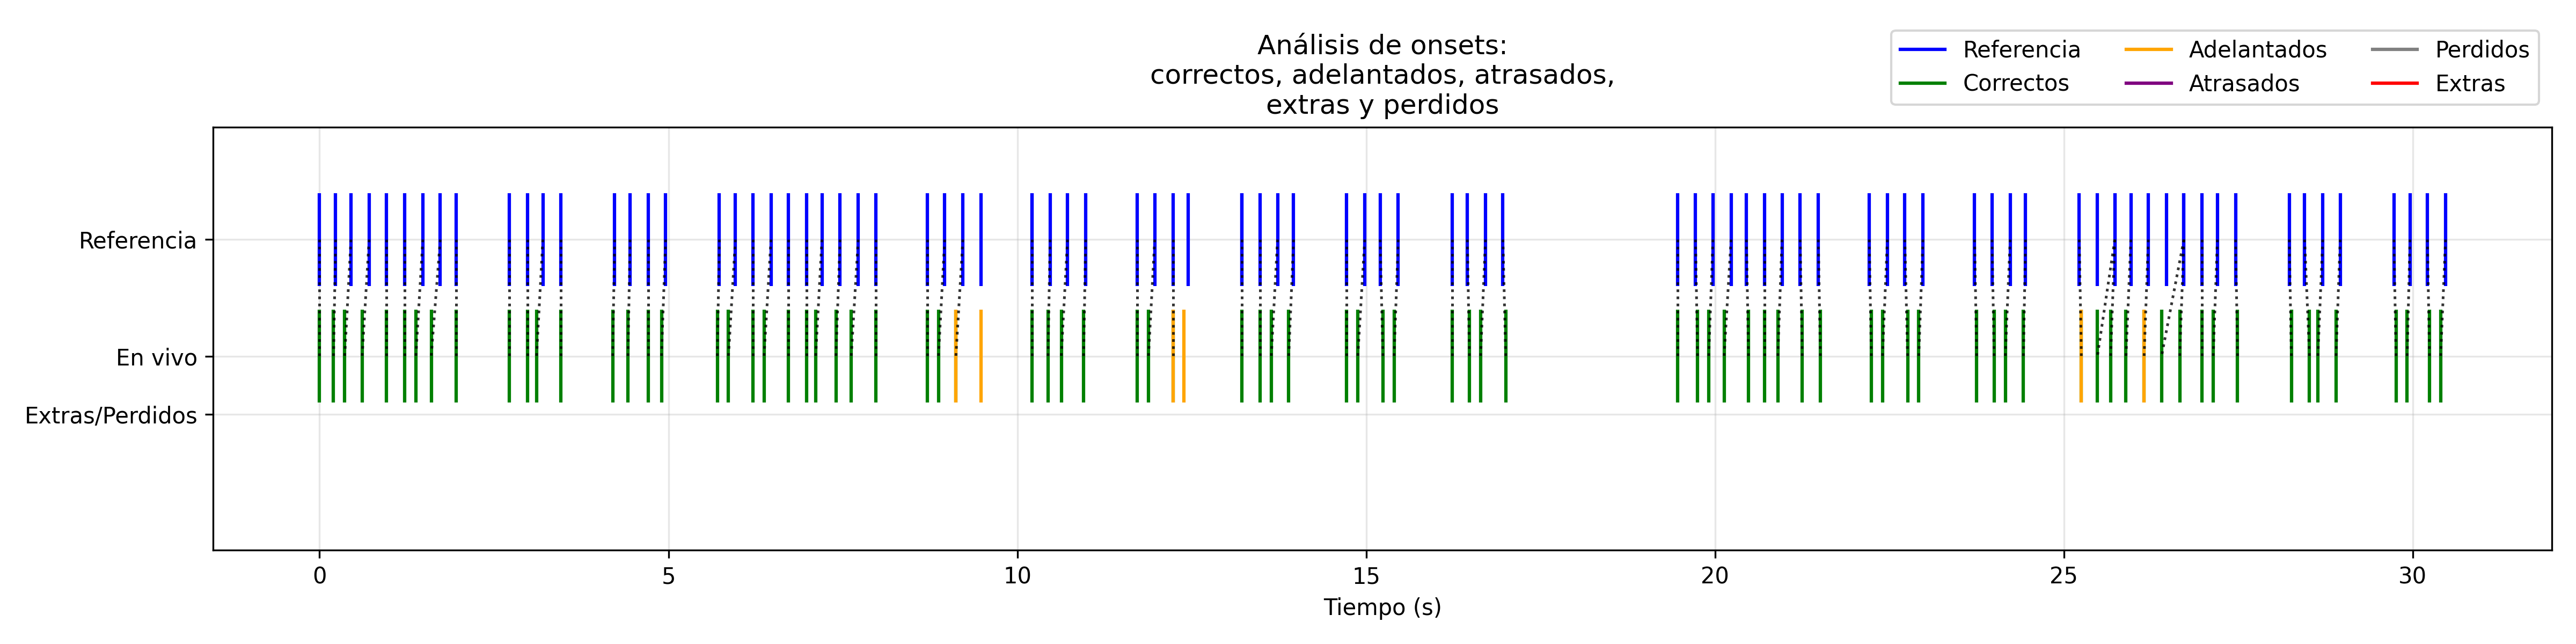 Análisis de onsets:
correctos, adelantados, atrasados,
extras y perdidos
Referencia
Adelantados
Perdidos
Correctos
Atrasados
Extras
Referencia
En vivo
Extras/Perdidos
0
5
10
15
20
25
30
Tiempo (s)